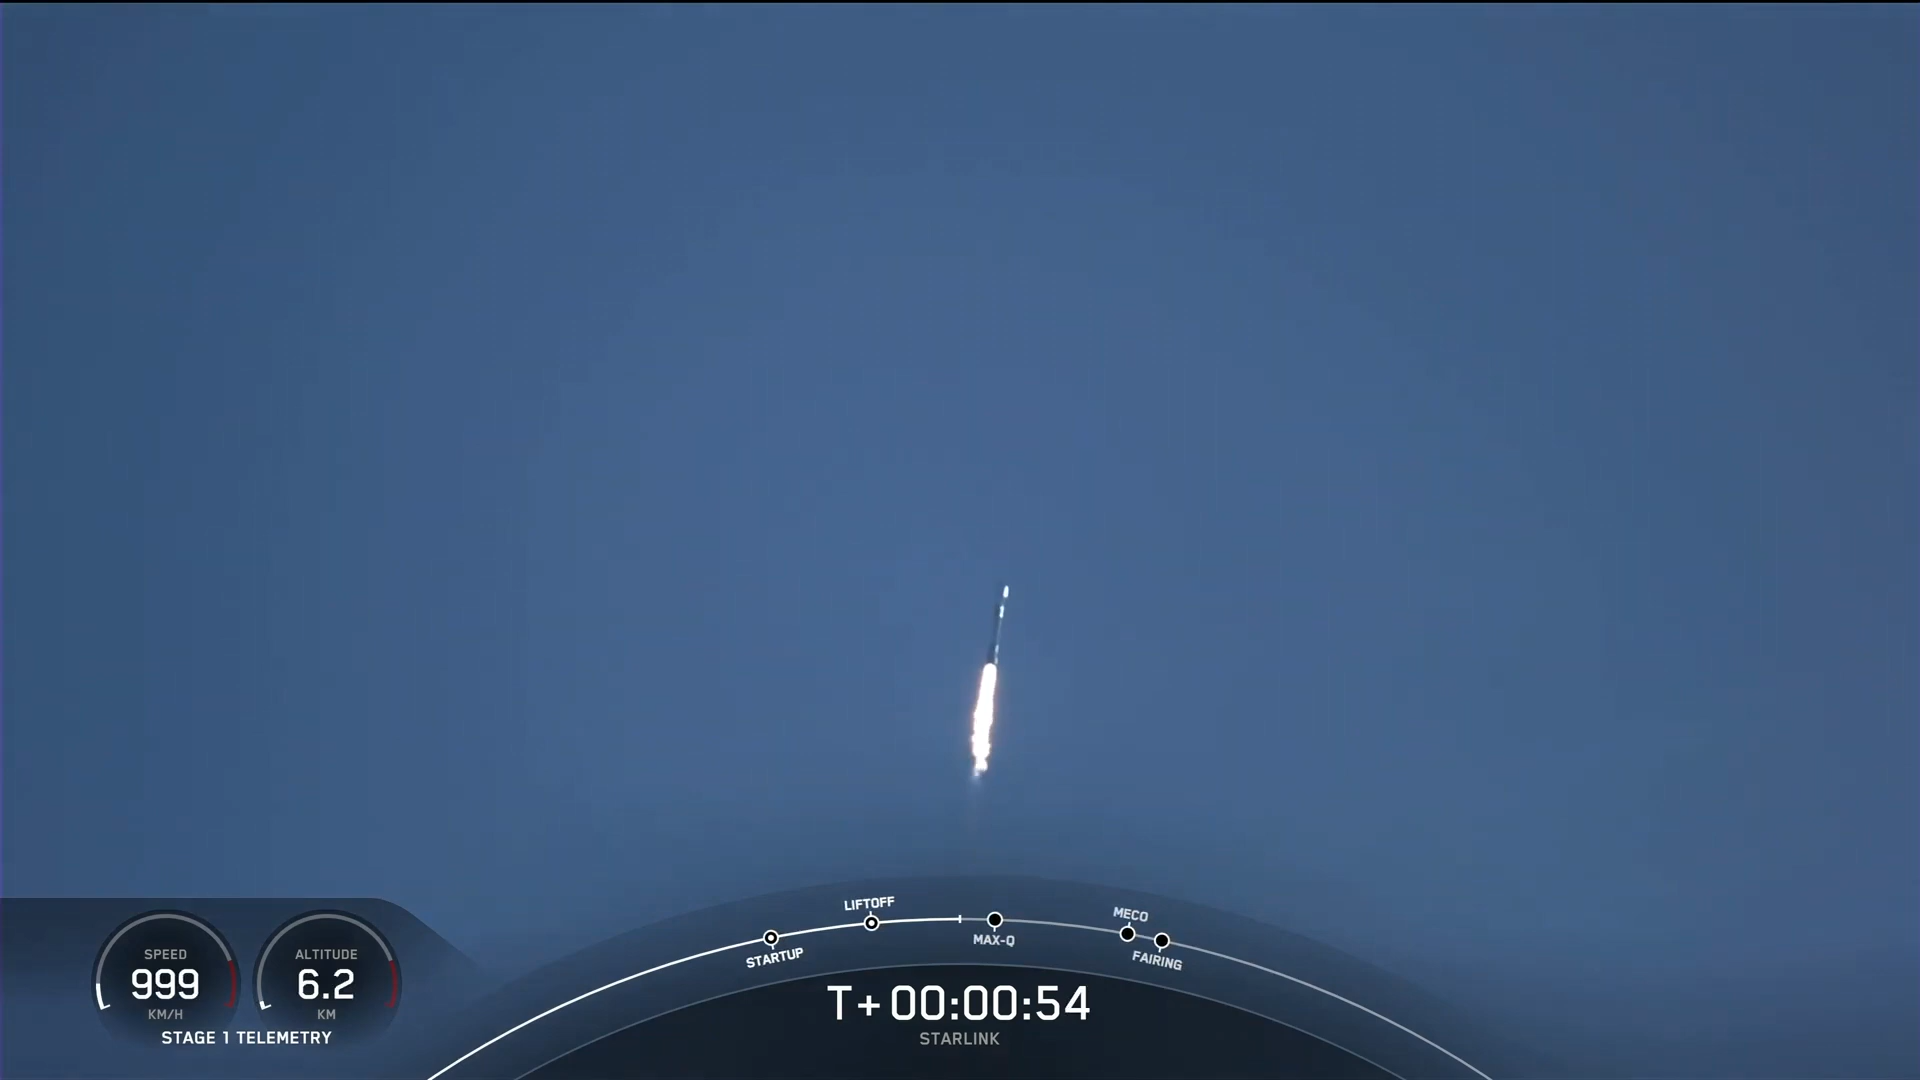 LIFTOFF
STARTUP
MAX-Q
MECO
FAIRING
SPEED
999
KM/H
ALTITUDE
6.2
KM
STAGE 1 TELEMETRY
T+00:00:54
STARLINK